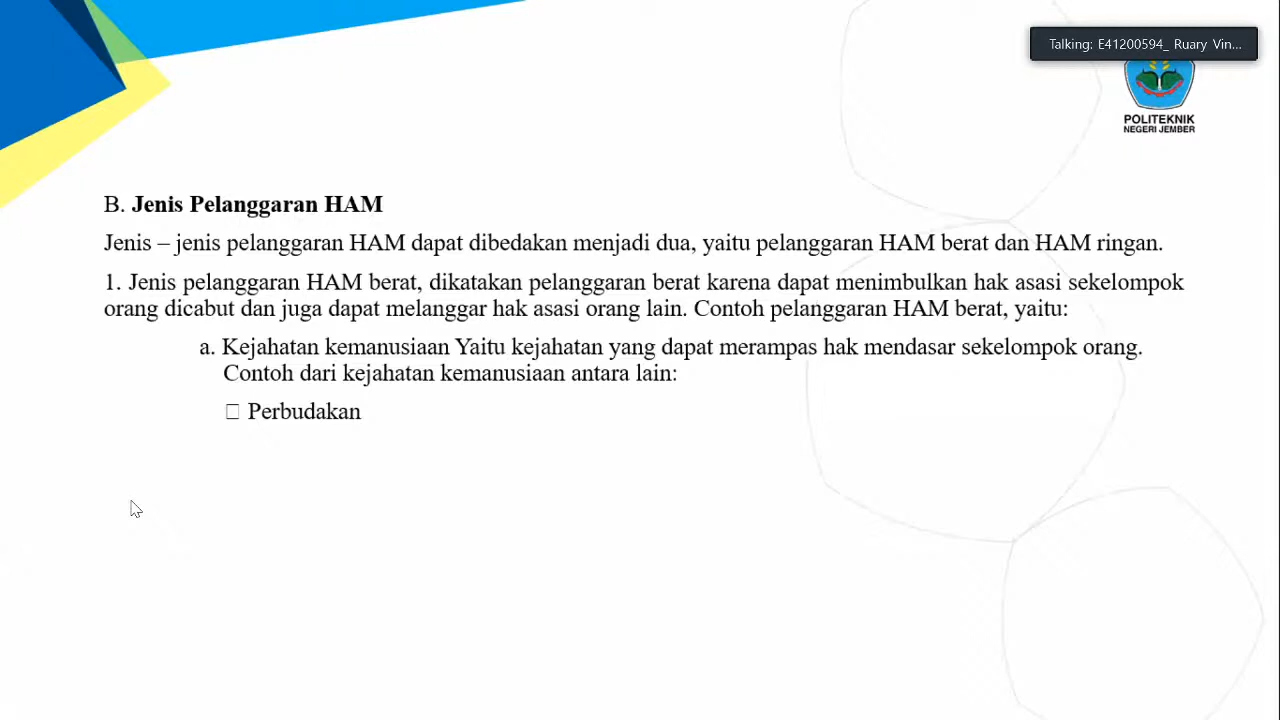 Talking: E41200594_ Ruary Vin...
POLITEKNIK
NEGERI JEMBER
B. Jenis Pelanggaran HAM
Jenis – jenis pelanggaran HAM dapat dibedakan menjadi dua, yaitu pelanggaran HAM berat dan HAM ringan.
1. Jenis pelanggaran HAM berat, dikatakan pelanggaran berat karena dapat menimbulkan hak asasi sekelompok
orang dicabut dan juga dapat melanggar hak asasi orang lain. Contoh pelanggaran HAM berat, yaitu:
a. Kejahatan kemanusiaan Yaitu kejahatan yang dapat merampas hak mendasar sekelompok orang.
Contoh dari kejahatan kemanusiaan antara lain:
□ Perbudakan